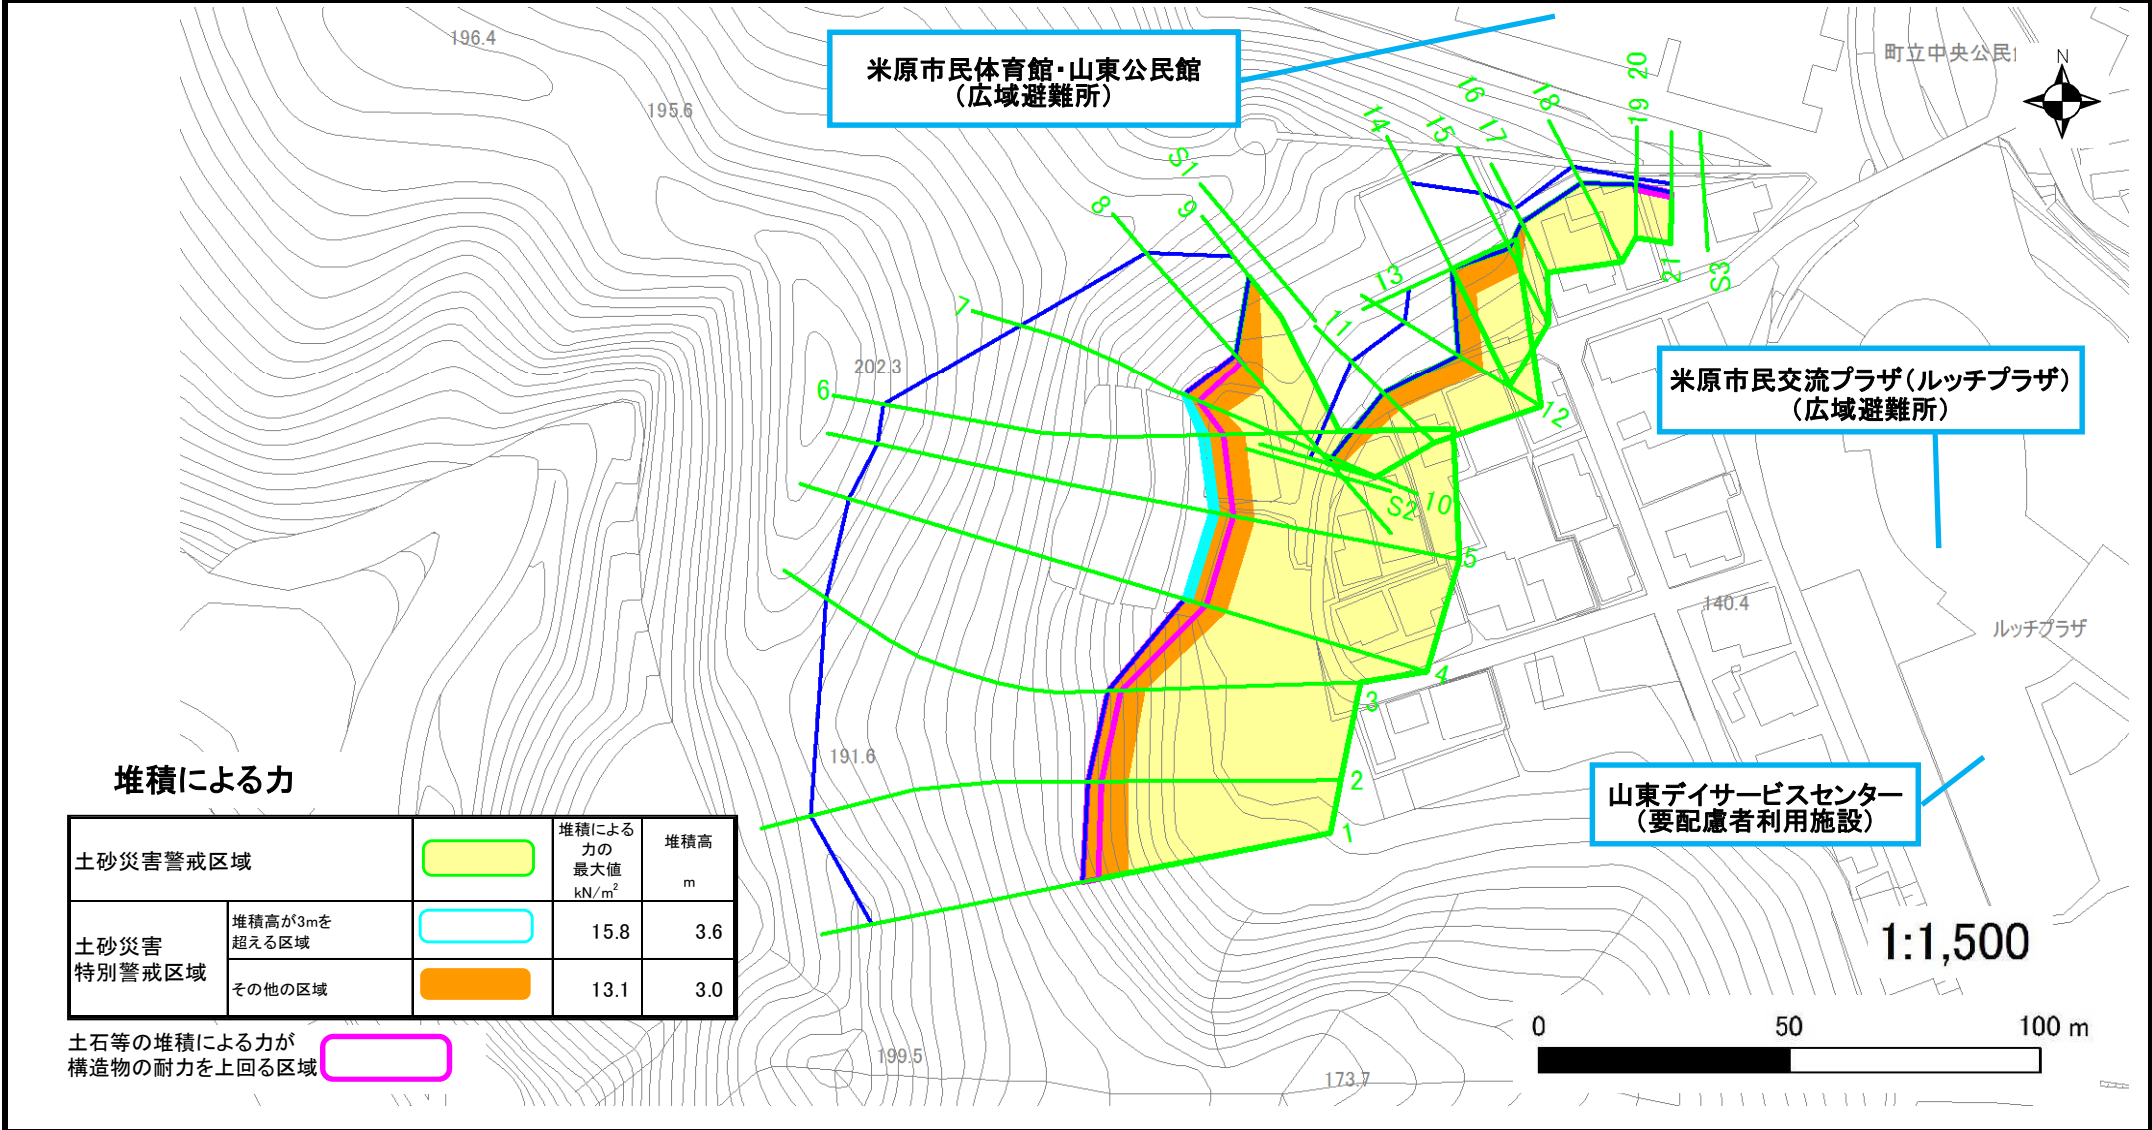 196.4
195.6
米原市民体育館・山東公民館
（広域避難所）
町立中央公民
N
20
19
18
17
16
15
14
S1
9
8
13
11
7
6
202.3
21
S3
12
10
S2
5
4
3
2
1
米原市民交流プラザ（ルッチプラザ）
（広域避難所）
140.4
ルッチプラザ
191.6
山東デイサービスセンター
（要配慮者利用施設）
堆積による力
土砂災害警戒区域
堆積による
力の
最大値
kN/m²
堆積高
m
土砂災害
特別警戒区域
堆積高が3mを
超える区域
15.8
3.6
その他の区域
13.1
3.0
土石等の堆積による力が
構造物の耐力を上回る区域
199.5
173.7
1:1,500
0 50 100 m